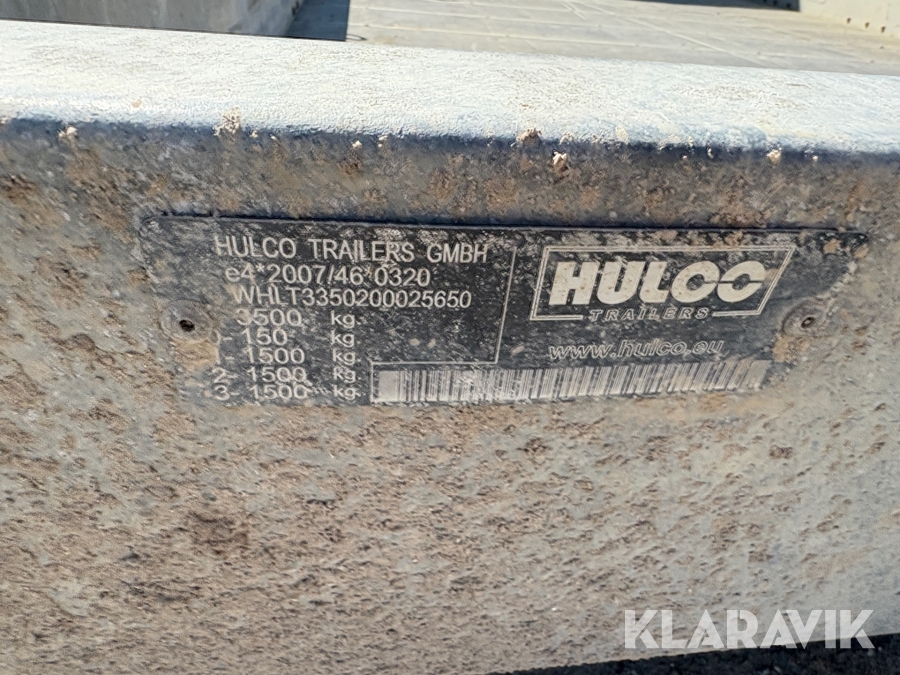 HULCO TRAILERS GMBH
e4*2007/46*0320
WHLT3350200025650
3500 kg.
0 150 kg.
1- 1500 kg.
2- 1500 kg.
3- 1500 kg.
HULCO
TRAILERS
www.hulco.eu
KLARAVIK